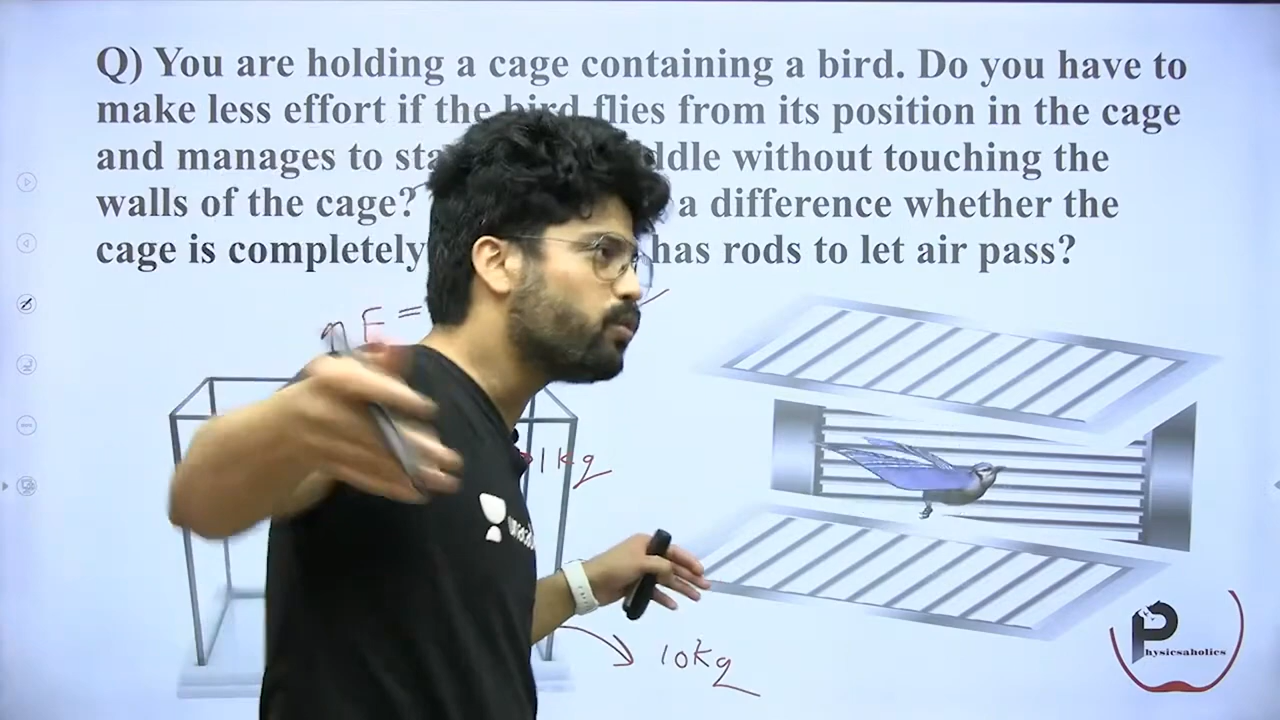 Q) You are holding a cage containing a bird. Do you have to
make less effort if the bird flies from its position in the cage
and manages to ddle without touching the
walls of the cage? a difference whether the
cage is completely has rods to let air pass?
F =
1kg
10kg
Physicsaholics